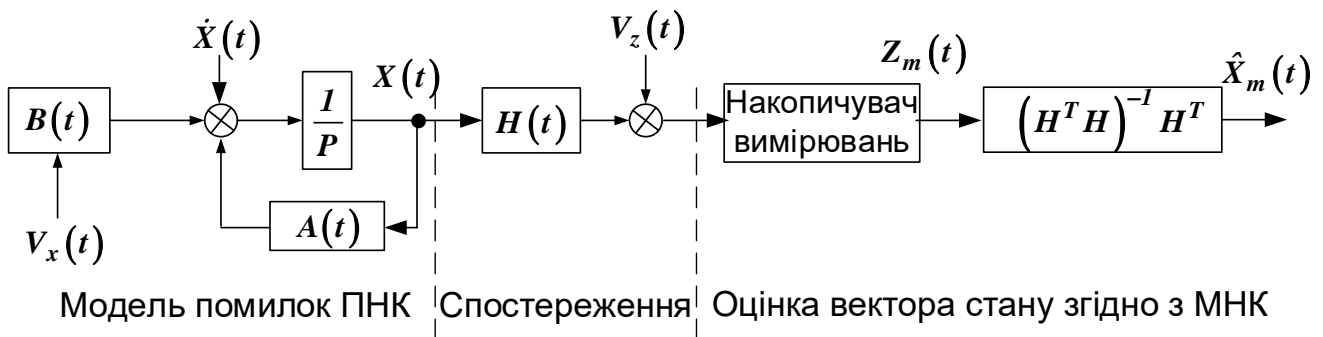 Ẋ(t)
V_z(t)
B(t)
1/P
X(t)
H(t)
Накопичувач
вимірювань
Z_m(t)
(H^T H)^{-1} H^T
X̂_m(t)
V_x(t)
A(t)
Модель помилок ПНК
Спостереження
Оцінка вектора стану згідно з МНК